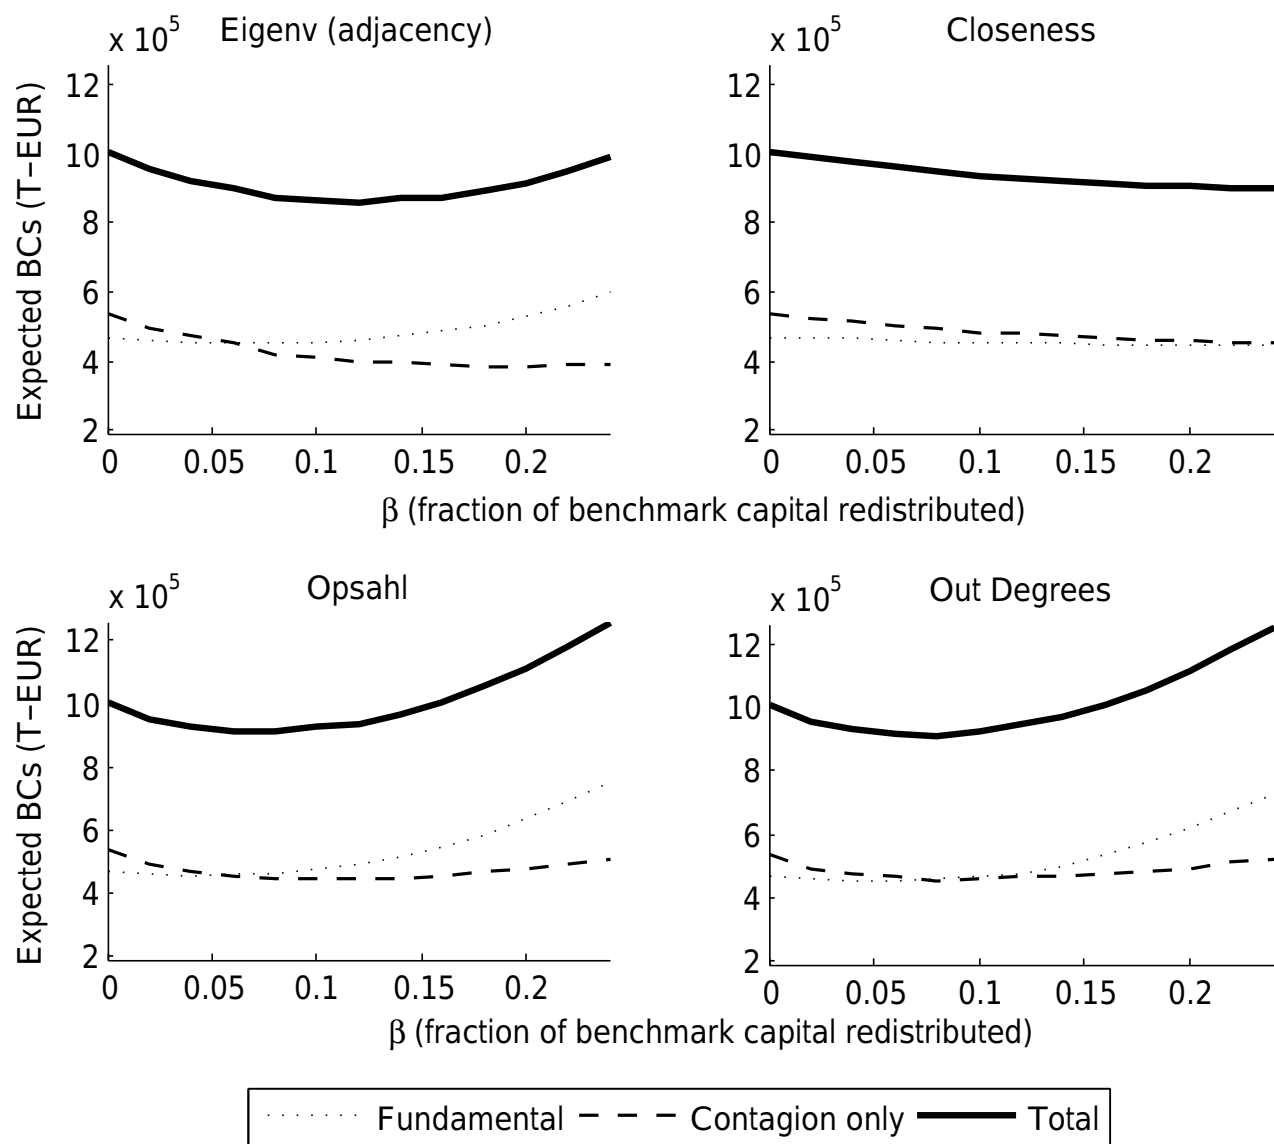 x 10^5 Eigenv (adjacency)
x 10^5 Closeness
Expected BCs (T−EUR)
12
10
8
6
4
2
0 0.05 0.1 0.15 0.2
12
10
8
6
4
2
0 0.05 0.1 0.15 0.2
β (fraction of benchmark capital redistributed)
x 10^5 Opsahl
x 10^5 Out Degrees
Expected BCs (T−EUR)
12
10
8
6
4
2
0 0.05 0.1 0.15 0.2
12
10
8
6
4
2
0 0.05 0.1 0.15 0.2
β (fraction of benchmark capital redistributed)
Fundamental Contagion only Total